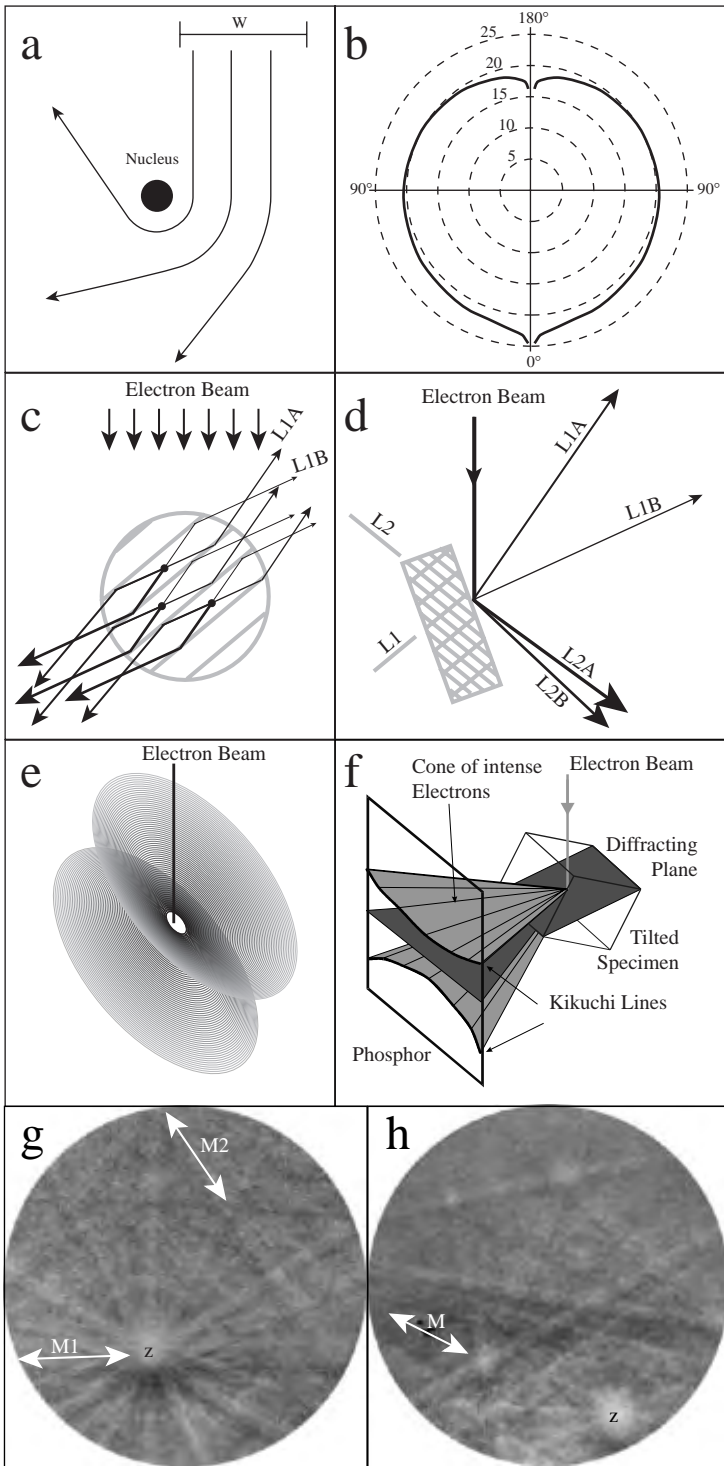 a
W
Nucleus
b
180°
25
20
15
10
5
90°
90°
0°
c
Electron Beam
L1A
L1B
d
Electron Beam
L1A
L1B
L2
L1
L2A
L2B
e
Electron Beam
f
Cone of intense
Electrons
Electron Beam
Diffracting
Plane
Tilted
Specimen
Kikuchi Lines
Phosphor
g
M2
M1
z
h
M
z